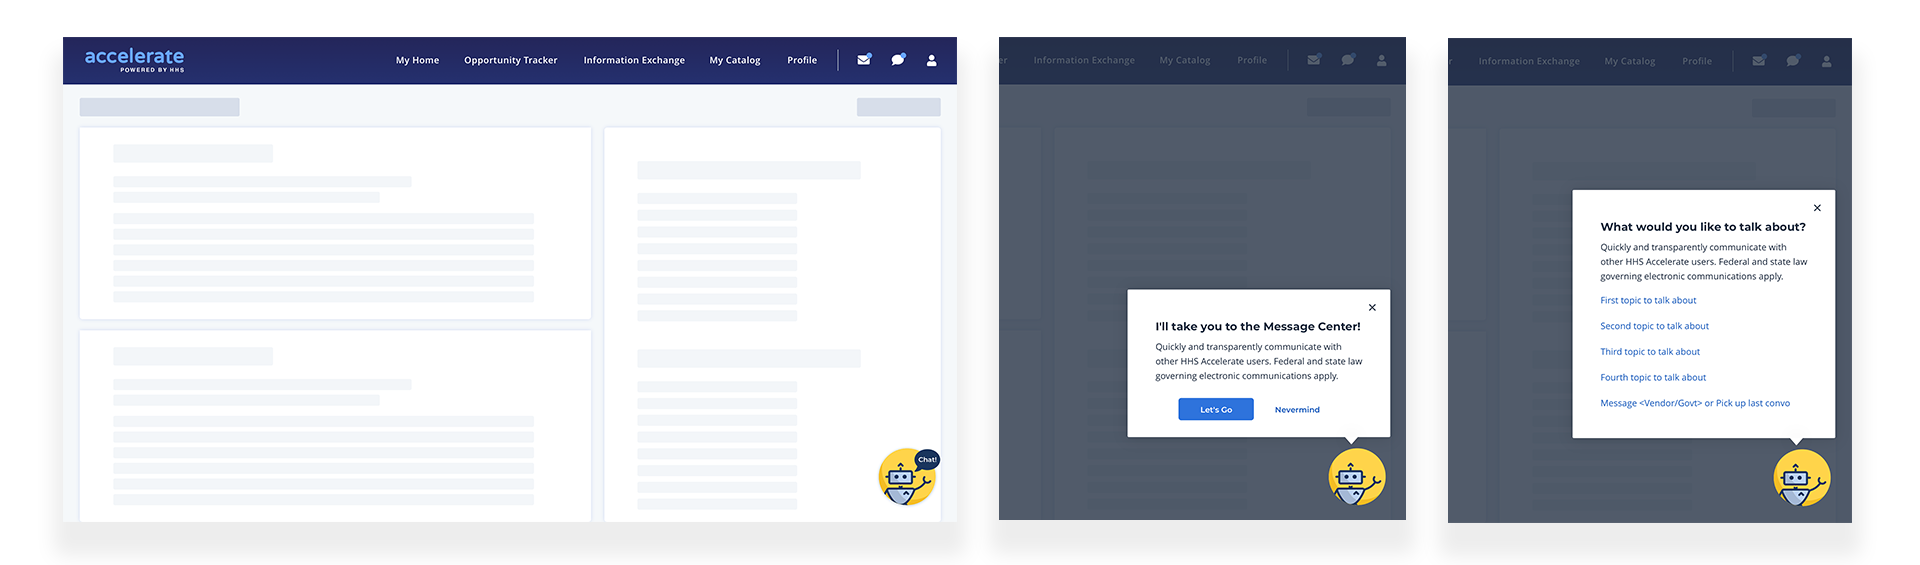 accelerate
POWERED BY HHS
My Home
Opportunity Tracker
Information Exchange
My Catalog
Profile
Chat!
er
Information Exchange
My Catalog
Profile
I'll take you to the Message Center!
Quickly and transparently communicate with
other HHS Accelerate users. Federal and state law
governing electronic communications apply.
Let's Go
Nevermind
r
Information Exchange
My Catalog
Profile
What would you like to talk about?
Quickly and transparently communicate with
other HHS Accelerate users. Federal and state law
governing electronic communications apply.
First topic to talk about
Second topic to talk about
Third topic to talk about
Fourth topic to talk about
Message <Vendor/Govt> or Pick up last convo